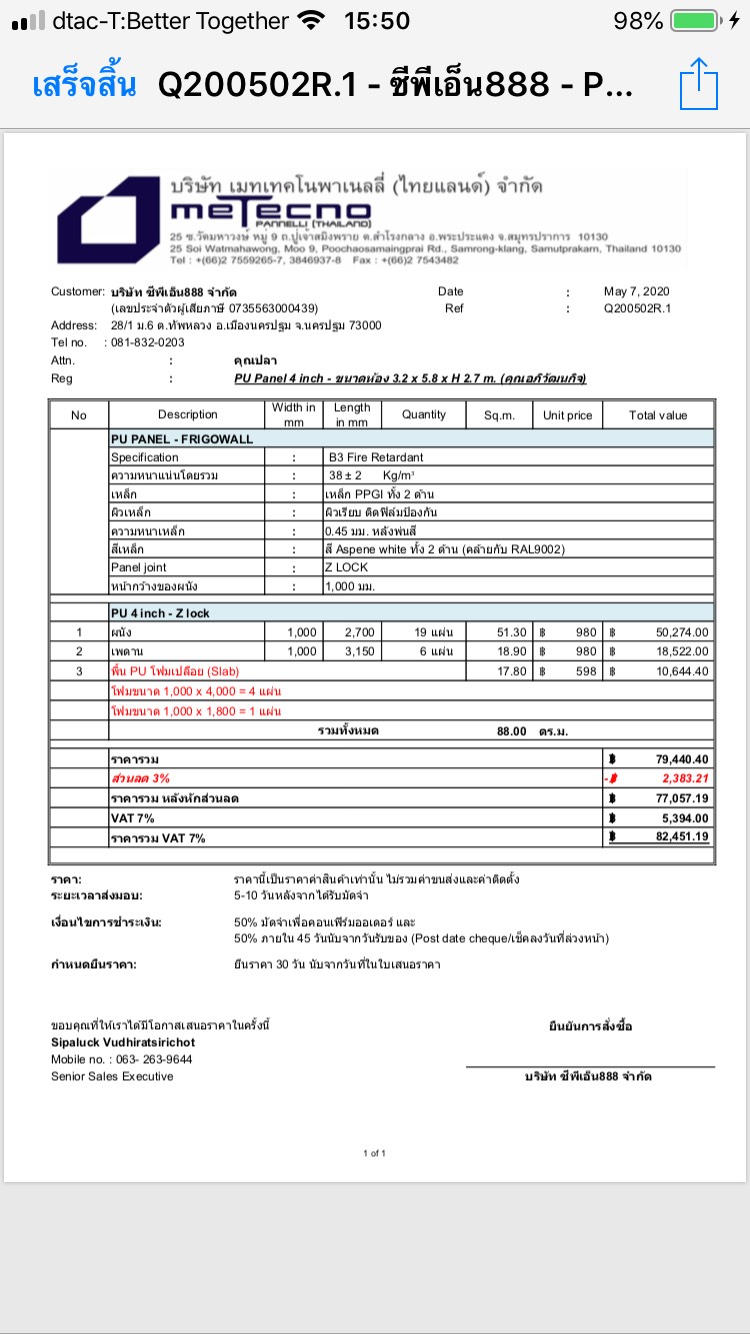 dtac-T:Better Together 15:50 98%
เสร็จสิ้น Q200502R.1 - ซีพีเอ็น888 - P...
บริษัท เมทเทคโนพาเนลลี่ (ไทยแลนด์) จำกัด
metecno
PANNELLI (THAILAND)
25 ซ.วัดมหาวงษ์ หมู่ 9 ถ.ปู่เจ้าสมิงพราย ต.สำโรงกลาง อ.พระประแดง จ.สมุทรปราการ 10130
25 Soi Watmahawong, Moo 9, Poochaosamaingprai Rd., Samrong-klang, Samutprakarn, Thailand 10130
Tel : +(66)2 7559265-7, 3846937-8 Fax : +(66)2 7543482
Customer: บริษัท ซีพีเอ็น888 จำกัด Date : May 7, 2020
(เลขประจำตัวผู้เสียภาษี 0735563000439) Ref : Q200502R.1
Address: 28/1 ม.6 ต.ทัพหลวง อ.เมืองนครปฐม จ.นครปฐม 73000
Tel no. : 081-832-0203
Attn. : คุณปลา
Reg : PU Panel 4 inch - ขนาดห้อง 3.2 x 5.8 x H 2.7 m. (คุณอภิวัฒนกิจ)
No Description Width in mm Length in mm Quantity Sq.m. Unit price Total value
PU PANEL - FRIGOWALL
Specification : B3 Fire Retardant
ความหนาแน่นโดยรวม : 38 ± 2 Kg/m³
เหล็ก : เหล็ก PPGI ทั้ง 2 ด้าน
ผิวเหล็ก : ผิวเรียบ ติดฟิล์มป้องกัน
ความหนาเหล็ก : 0.45 มม. หลังพ่นสี
สีเหล็ก : สี Aspene white ทั้ง 2 ด้าน (คล้ายกับ RAL9002)
Panel joint : Z LOCK
หน้ากว้างของผนัง : 1,000 มม.
PU 4 inch - Z lock
1 ผนัง 1,000 2,700 19 แผ่น 51.30 ฿ 980 ฿ 50,274.00
2 เพดาน 1,000 3,150 6 แผ่น 18.90 ฿ 980 ฿ 18,522.00
3 พื้น PU โฟมเปลือย (Slab) 17.80 ฿ 598 ฿ 10,644.40
โฟมขนาด 1,000 x 4,000 = 4 แผ่น
โฟมขนาด 1,000 x 1,800 = 1 แผ่น
รวมทั้งหมด 88.00 ตร.ม.
ราคารวม ฿ 79,440.40
ส่วนลด 3% -฿ 2,383.21
ราคารวม หลังหักส่วนลด ฿ 77,057.19
VAT 7% ฿ 5,394.00
ราคารวม VAT 7% ฿ 82,451.19
ราคา: ราคานี้เป็นราคาค่าสินค้าเท่านั้น ไม่รวมค่าขนส่งและค่าติดตั้ง
ระยะเวลาส่งมอบ: 5-10 วันหลังจากได้รับมัดจำ
เงื่อนไขการชำระเงิน: 50% มัดจำเพื่อคอนเฟิร์มออเดอร์ และ
50% ภายใน 45 วันนับจากวันรับของ (Post date cheque/เช็คลงวันที่ล่วงหน้า)
กำหนดยืนราคา: ยืนราคา 30 วัน นับจากวันที่ในใบเสนอราคา
ขอบคุณที่ให้เราได้มีโอกาสเสนอราคาในครั้งนี้ ยืนยันการสั่งซื้อ
Sipaluck Vudhiratsirichot
Mobile no. : 063- 263-9644
Senior Sales Executive บริษัท ซีพีเอ็น888 จำกัด
1 of 1